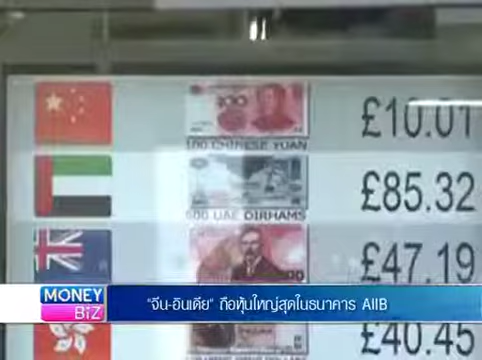 100 CHINESE YUAN
£10.01
500 UAE DIRHAMS
£85.32
£47.19
MONEY
BIZ
"จีน-อินเดีย" ถือหุ้นใหญ่สุดในธนาคาร AIIB
£40.45